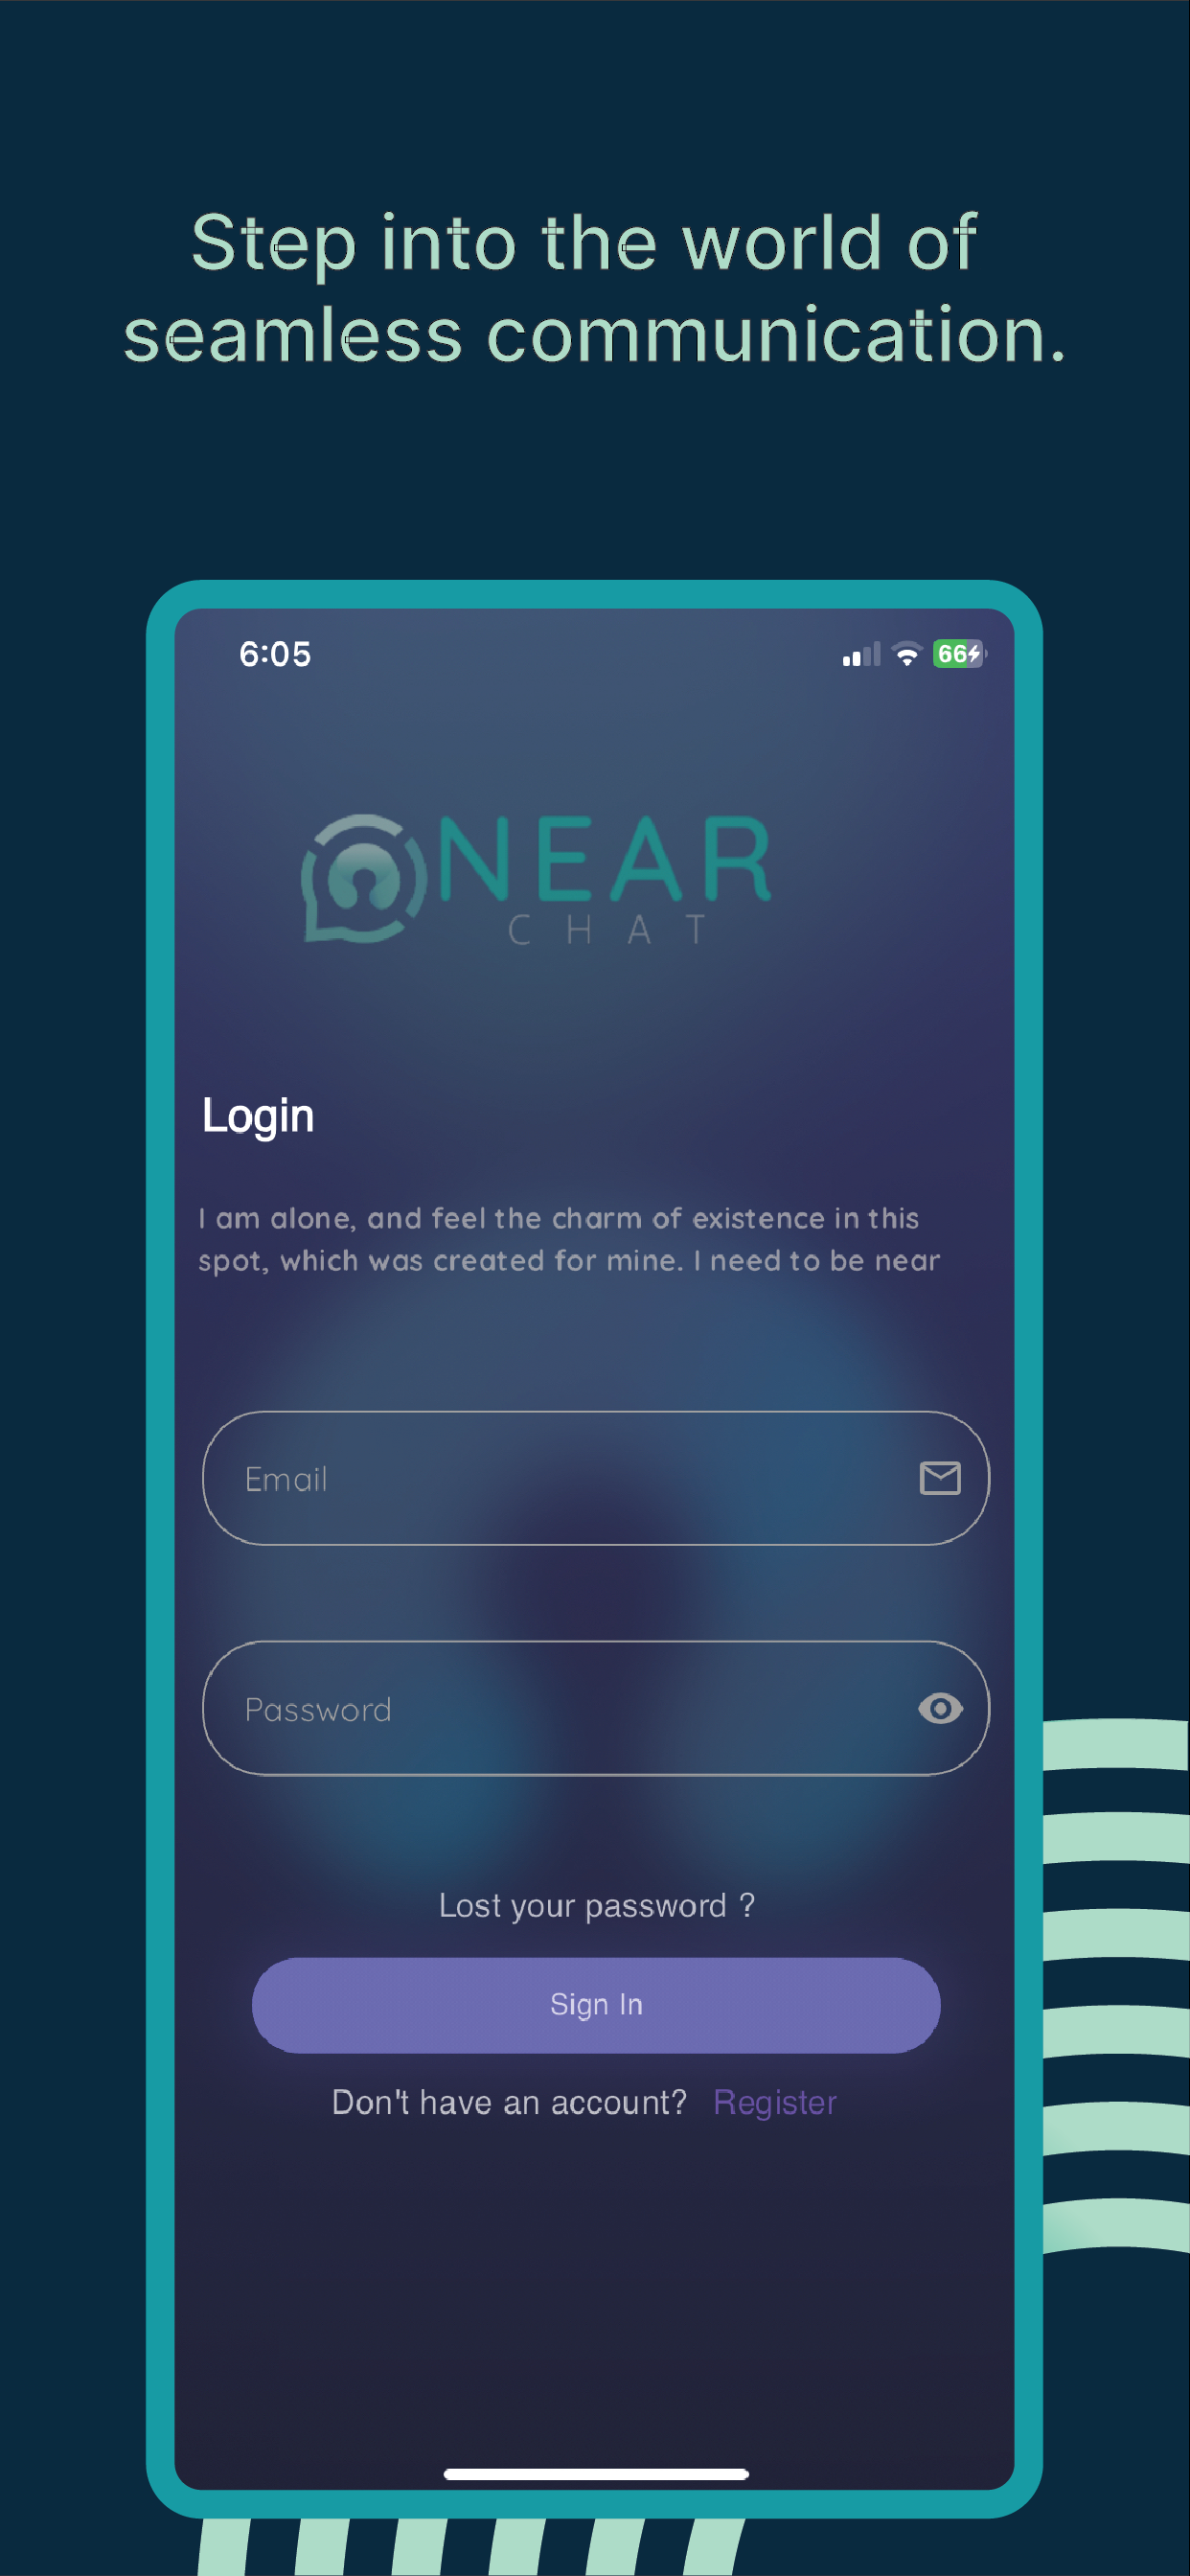 Step into the world of
seamless communication.
6:05
66
NEAR
CHAT
Login
I am alone, and feel the charm of existence in this
spot, which was created for mine. I need to be near
Email
Password
Lost your password ?
Sign In
Don't have an account? Register